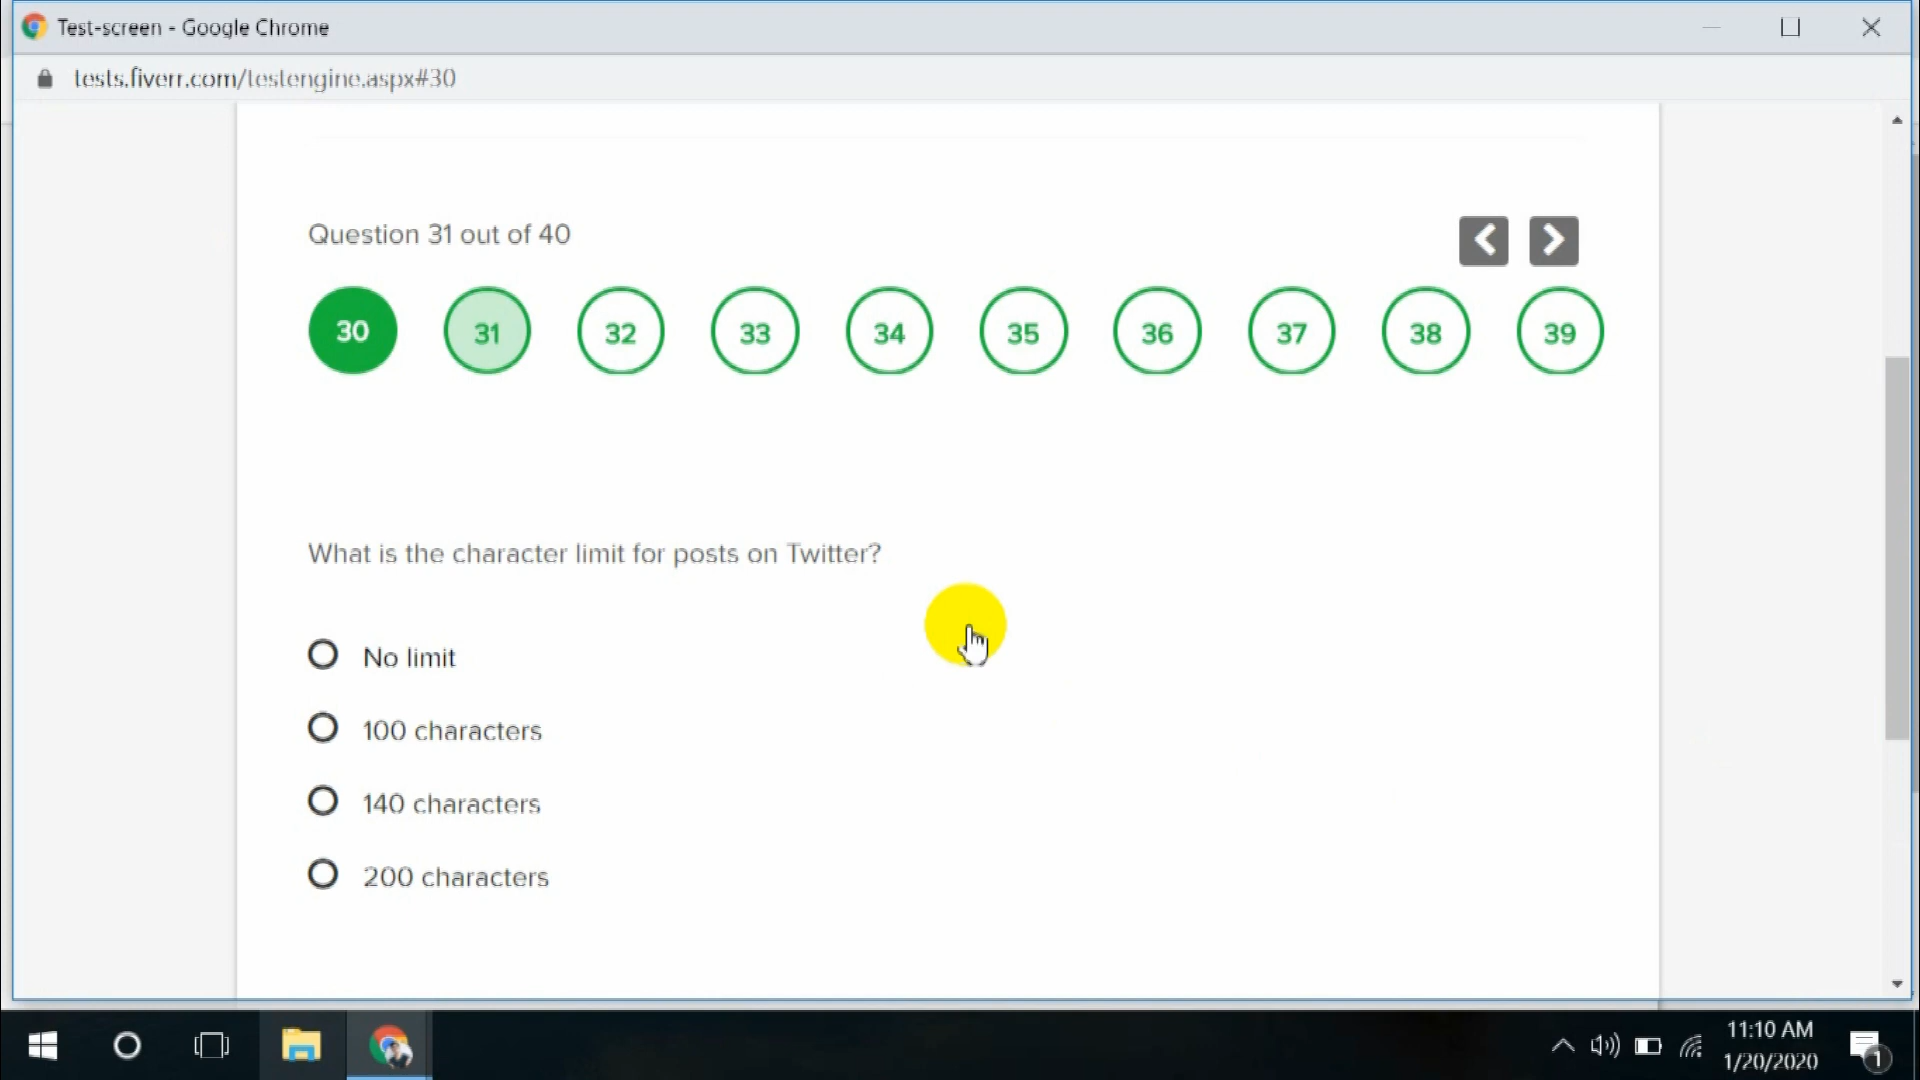 Test-screen - Google Chrome
tests.fiverr.com/testengine.aspx#30
Question 31 out of 40
30 31 32 33 34 35 36 37 38 39
What is the character limit for posts on Twitter?
No limit
100 characters
140 characters
200 characters
11:10 AM
1/20/2020
1